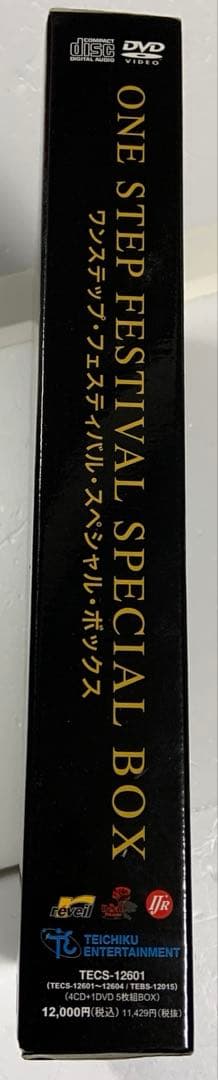 COMPACT
disc
DIGITAL AUDIO
DVD
VIDEO
ONE STEP FESTIVAL SPECIAL BOX
ワンステップ・フェスティバル・スペシャル・ボックス
réveil
IJR
TC
TEICHIKU
ENTERTAINMENT
TECS-12601
(TECS-12601〜12604 / TEBS-12015)
(4CD+1DVD 5枚組BOX)
12,000円(税込) 11,429円(税抜)